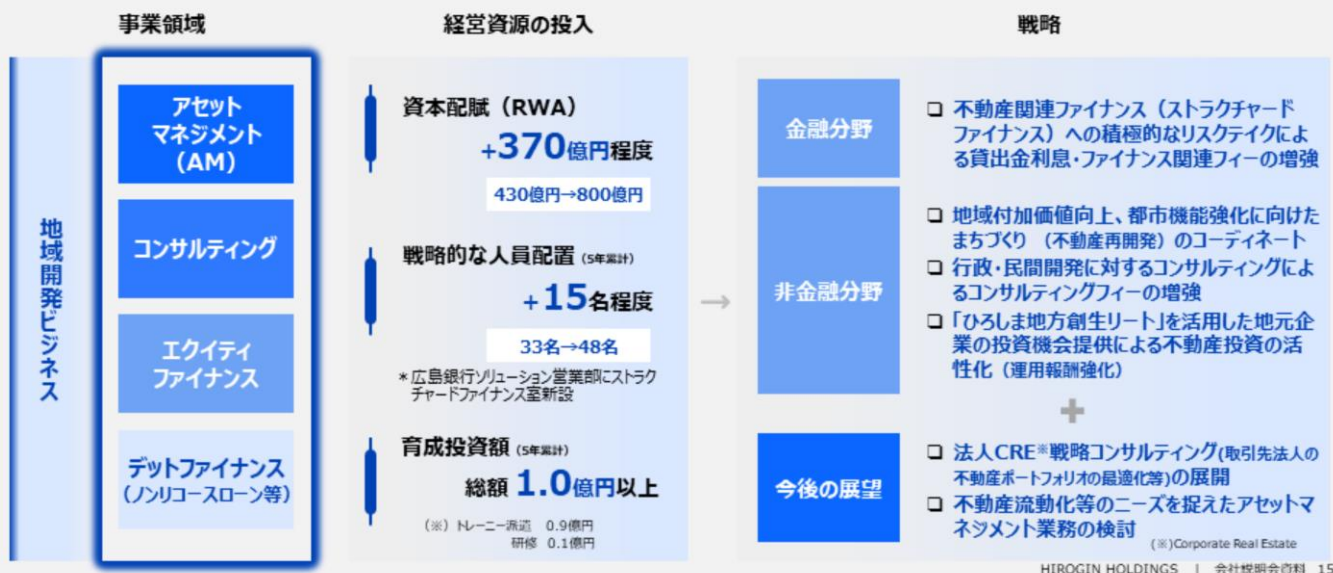 事業領域
経営資源の投入
戦略
地域開発ビジネス
アセット
マネジメント
(AM)
コンサルティング
エクイティ
ファイナンス
デットファイナンス
(ノンリコースローン等)
資本配賦（RWA）
+370億円程度
430億円→800億円
戦略的な人員配置 (5年累計)
+15名程度
33名→48名
＊広島銀行ソリューション営業部にストラク
チャードファイナンス室新設
育成投資額 (5年累計)
総額 1.0億円以上
（※）トレーニー派遣 0.9億円
研修 0.1億円
→
金融分野
❑ 不動産関連ファイナンス（ストラクチャード
ファイナンス）への積極的なリスクテイクによ
る貸出金利息・ファイナンス関連フィーの増強
非金融分野
❑ 地域付加価値向上、都市機能強化に向けた
まちづくり （不動産再開発）のコーディネート
❑ 行政・民間開発に対するコンサルティングによ
るコンサルティングフィーの増強
❑ 「ひろしま地方創生リート」を活用した地元企
業の投資機会提供による不動産投資の活
性化（運用報酬強化）
+
今後の展望
❑ 法人CRE※戦略コンサルティング(取引先法人の
不動産ポートフォリオの最適化等)の展開
❑ 不動産流動化等のニーズを捉えたアセットマ
ネジメント業務の検討
(※)Corporate Real Estate
HIROGIN HOLDINGS | 会社説明会資料 15